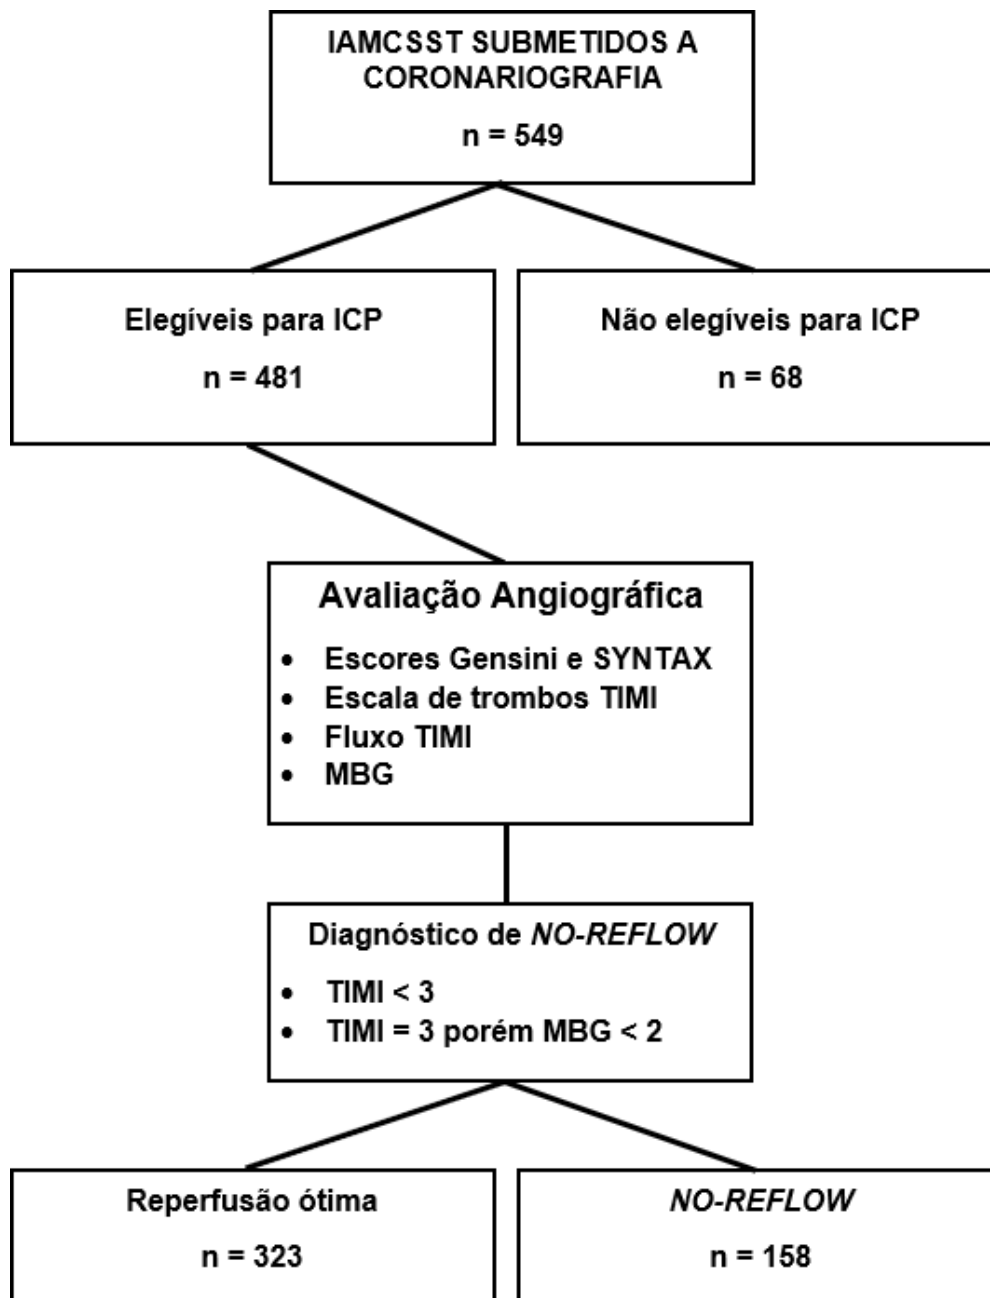 IAMCSST SUBMETIDOS A
CORONARIOGRAFIA
n = 549
Elegíveis para ICP
n = 481
Não elegíveis para ICP
n = 68
Avaliação Angiográfica
• Escores Gensini e SYNTAX
• Escala de trombos TIMI
• Fluxo TIMI
• MBG
Diagnóstico de NO-REFLOW
• TIMI < 3
• TIMI = 3 porém MBG < 2
Reperfusão ótima
n = 323
NO-REFLOW
n = 158